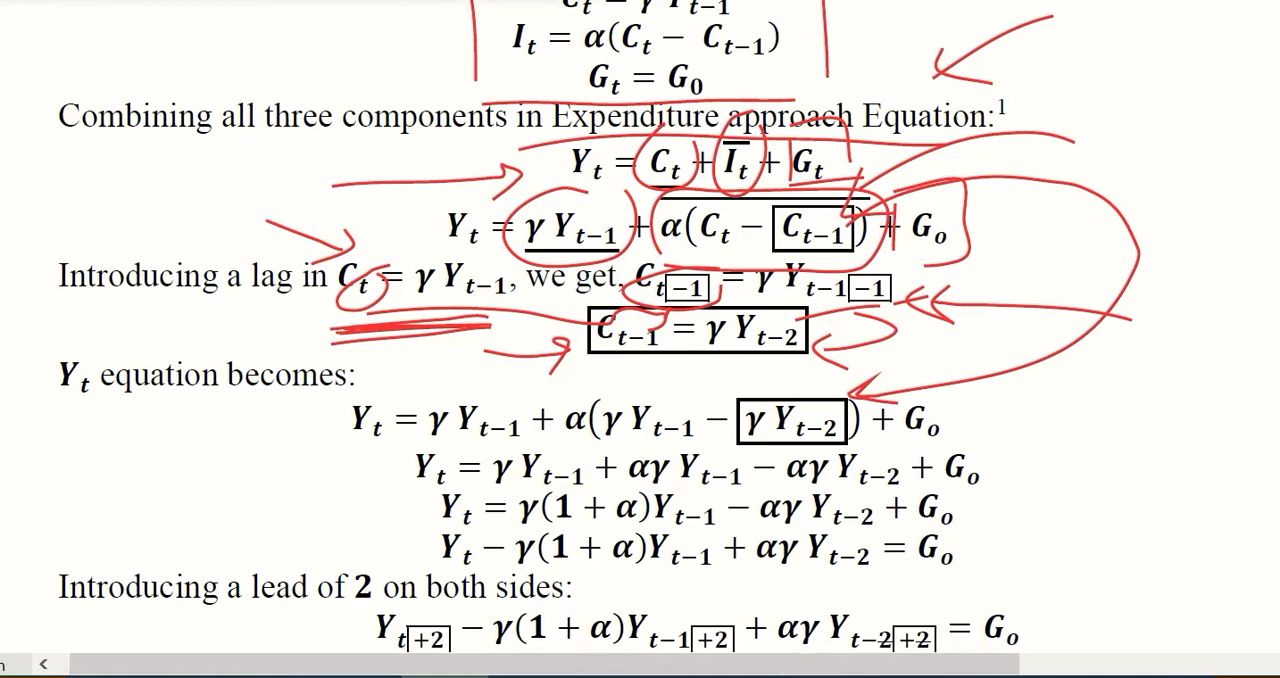 C_t = γ Y_{t−1}
I_t = α(C_t − C_{t−1})
G_t = G_0
Combining all three components in Expenditure approach Equation:¹
Y_t = C_t + I_t + G_t
Y_t = γ Y_{t−1} + α(C_t − C_{t−1}) + G_o
Introducing a lag in C_t = γ Y_{t−1}, we get, C_{t−1} = γ Y_{t−1−1}
C_{t−1} = γ Y_{t−2}
Y_t equation becomes:
Y_t = γ Y_{t−1} + α(γ Y_{t−1} − γ Y_{t−2}) + G_o
Y_t = γ Y_{t−1} + αγ Y_{t−1} − αγ Y_{t−2} + G_o
Y_t = γ(1 + α)Y_{t−1} − αγ Y_{t−2} + G_o
Y_t − γ(1 + α)Y_{t−1} + αγ Y_{t−2} = G_o
Introducing a lead of 2 on both sides:
Y_{t+2} − γ(1 + α)Y_{t−1+2} + αγ Y_{t−2+2} = G_o